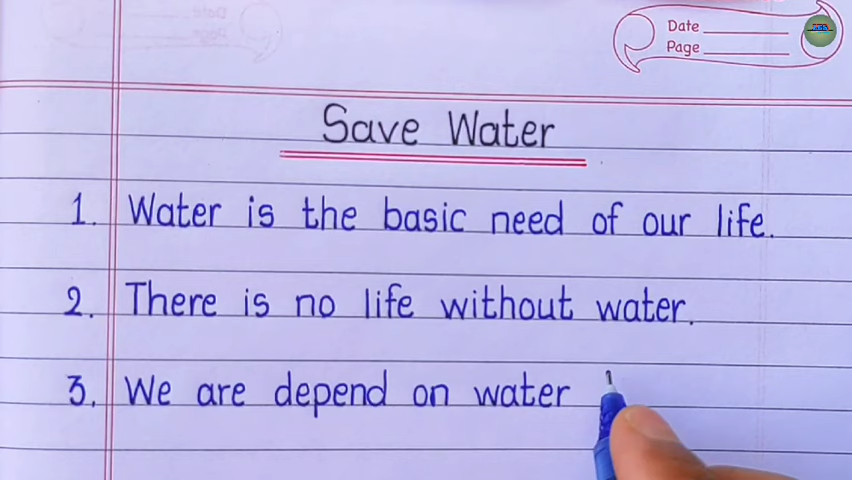 Date
Page
Save Water
1. Water is the basic need of our life.
2. There is no life without water.
3. We are depend on water